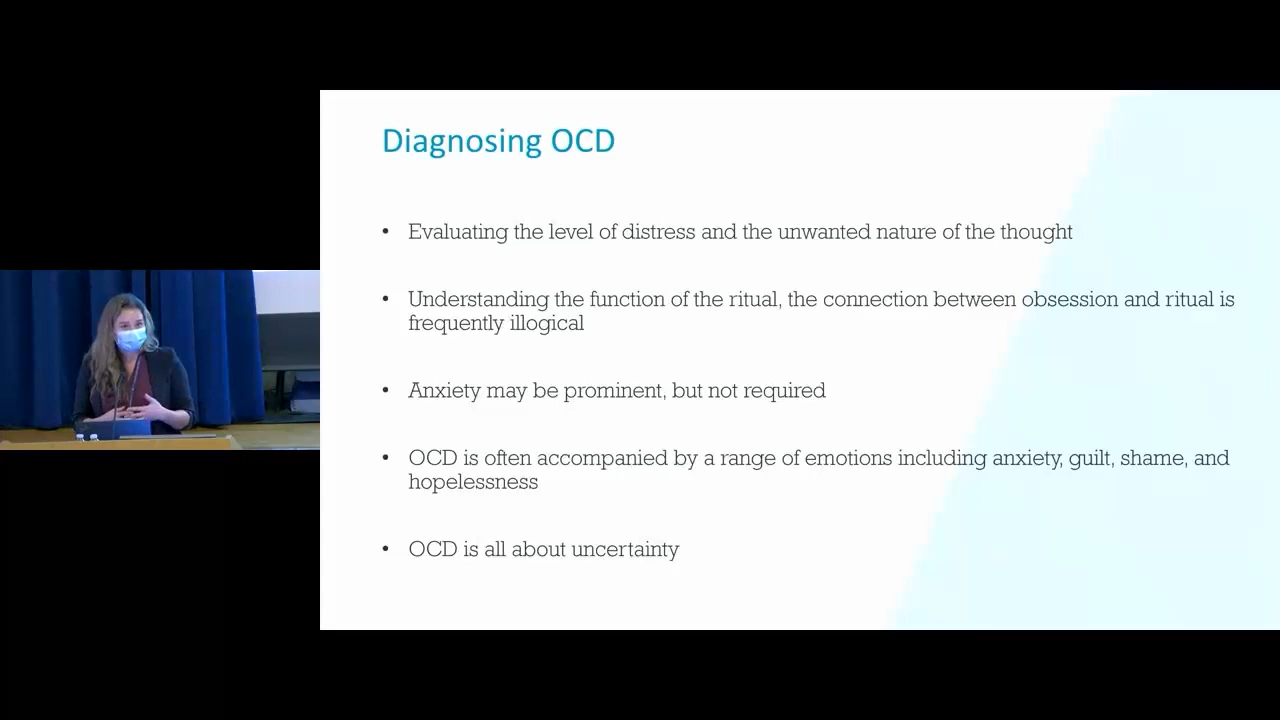 Diagnosing OCD
• Evaluating the level of distress and the unwanted nature of the thought
• Understanding the function of the ritual, the connection between obsession and ritual is
frequently illogical
• Anxiety may be prominent, but not required
• OCD is often accompanied by a range of emotions including anxiety, guilt, shame, and
hopelessness
• OCD is all about uncertainty